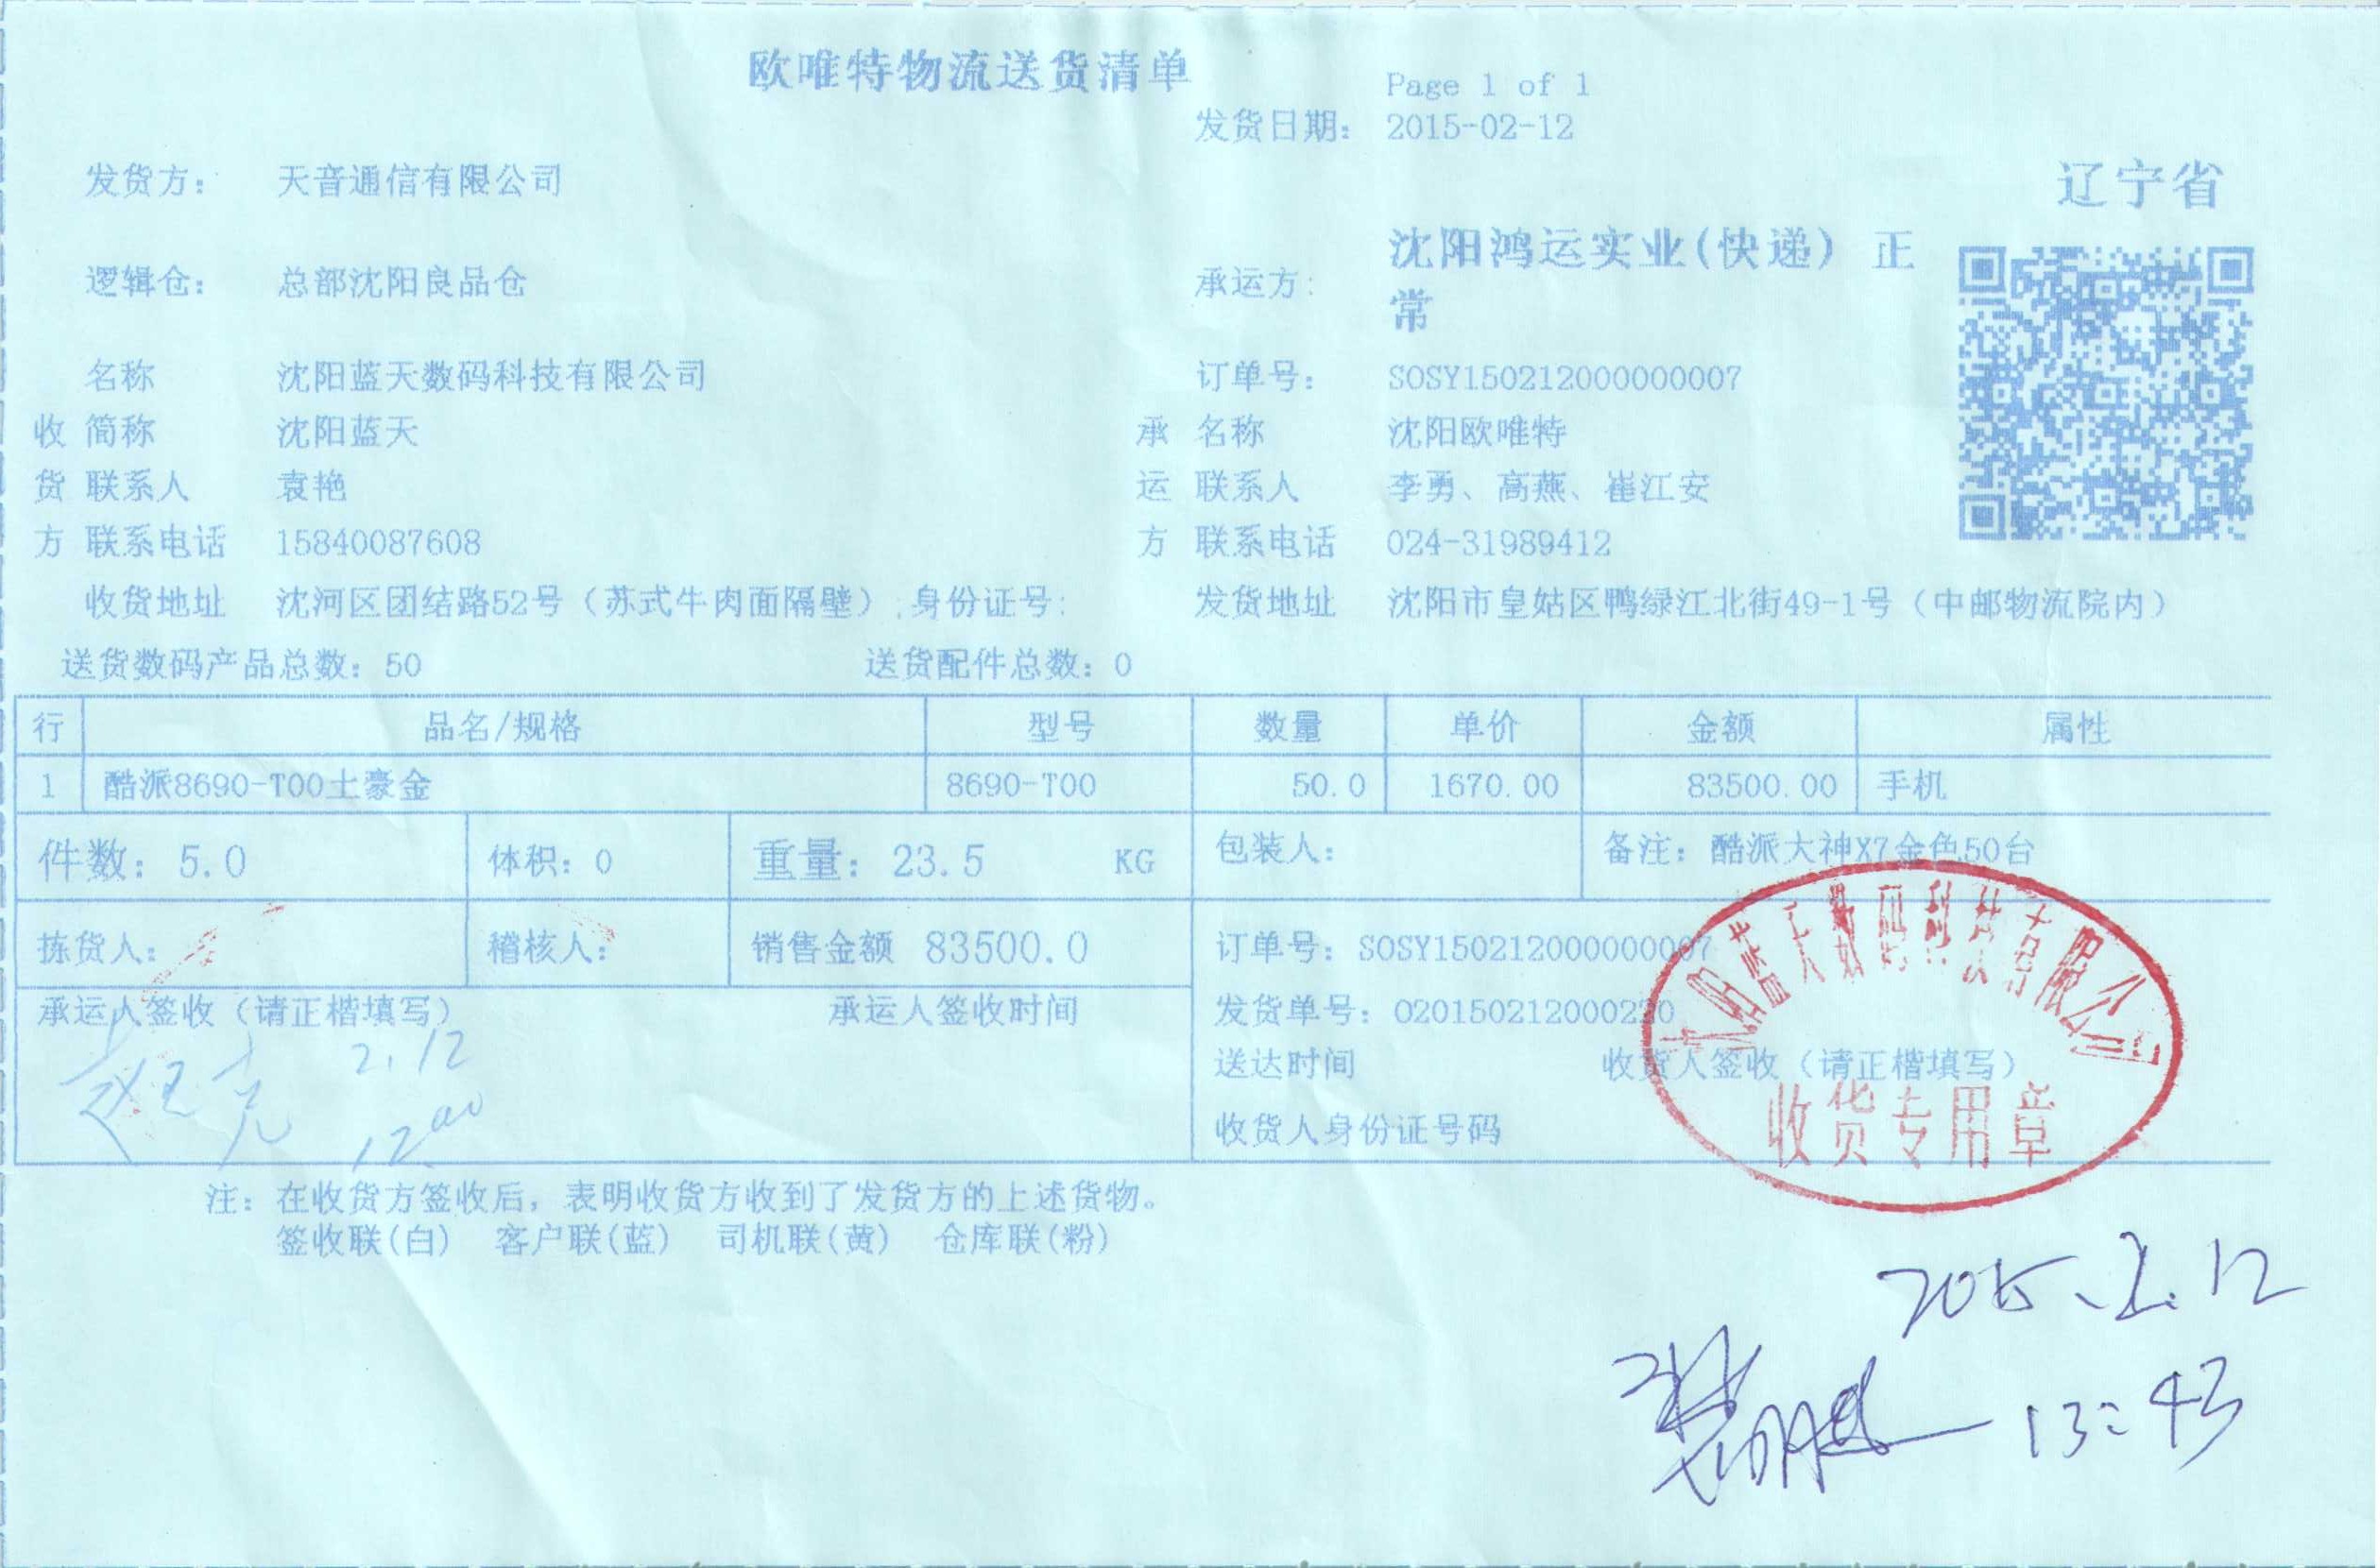 欧唯特物流送货清单
Page 1 of 1
发货日期： 2015-02-12
发货方： 天音通信有限公司
辽宁省
逻辑仓： 总部沈阳良品仓
承运方： 沈阳鸿运实业(快递) 正
常
名称 沈阳蓝天数码科技有限公司
订单号： SOSY150212000000007
收 简称 沈阳蓝天
承 名称 沈阳欧唯特
货 联系人 袁艳
运 联系人 李勇、高燕、崔江安
方 联系电话 15840087608
方 联系电话 024-31989412
收货地址 沈河区团结路52号（苏式牛肉面隔壁）,身份证号：
发货地址 沈阳市皇姑区鸭绿江北街49-1号（中邮物流院内）
送货数码产品总数：50 送货配件总数：0
行 品名/规格 型号 数量 单价 金额 属性
1 酷派8690-T00土豪金 8690-T00 50.0 1670.00 83500.00 手机
件数：5.0 体积：0 重量：23.5 KG 包装人： 备注：酷派大神X7金色50台
拣货人： 稽核人： 销售金额 83500.0 订单号：SOSY150212000000007
承运人签收（请正楷填写） 承运人签收时间 发货单号：O20150212000220
2.12
12 00
送达时间 收货人签收（请正楷填写）
收货人身份证号码
沈阳蓝天数码科技有限公司
收货专用章
注：在收货方签收后，表明收货方收到了发货方的上述货物。
签收联(白) 客户联(蓝) 司机联(黄) 仓库联(粉)
2015.2.12
13:43